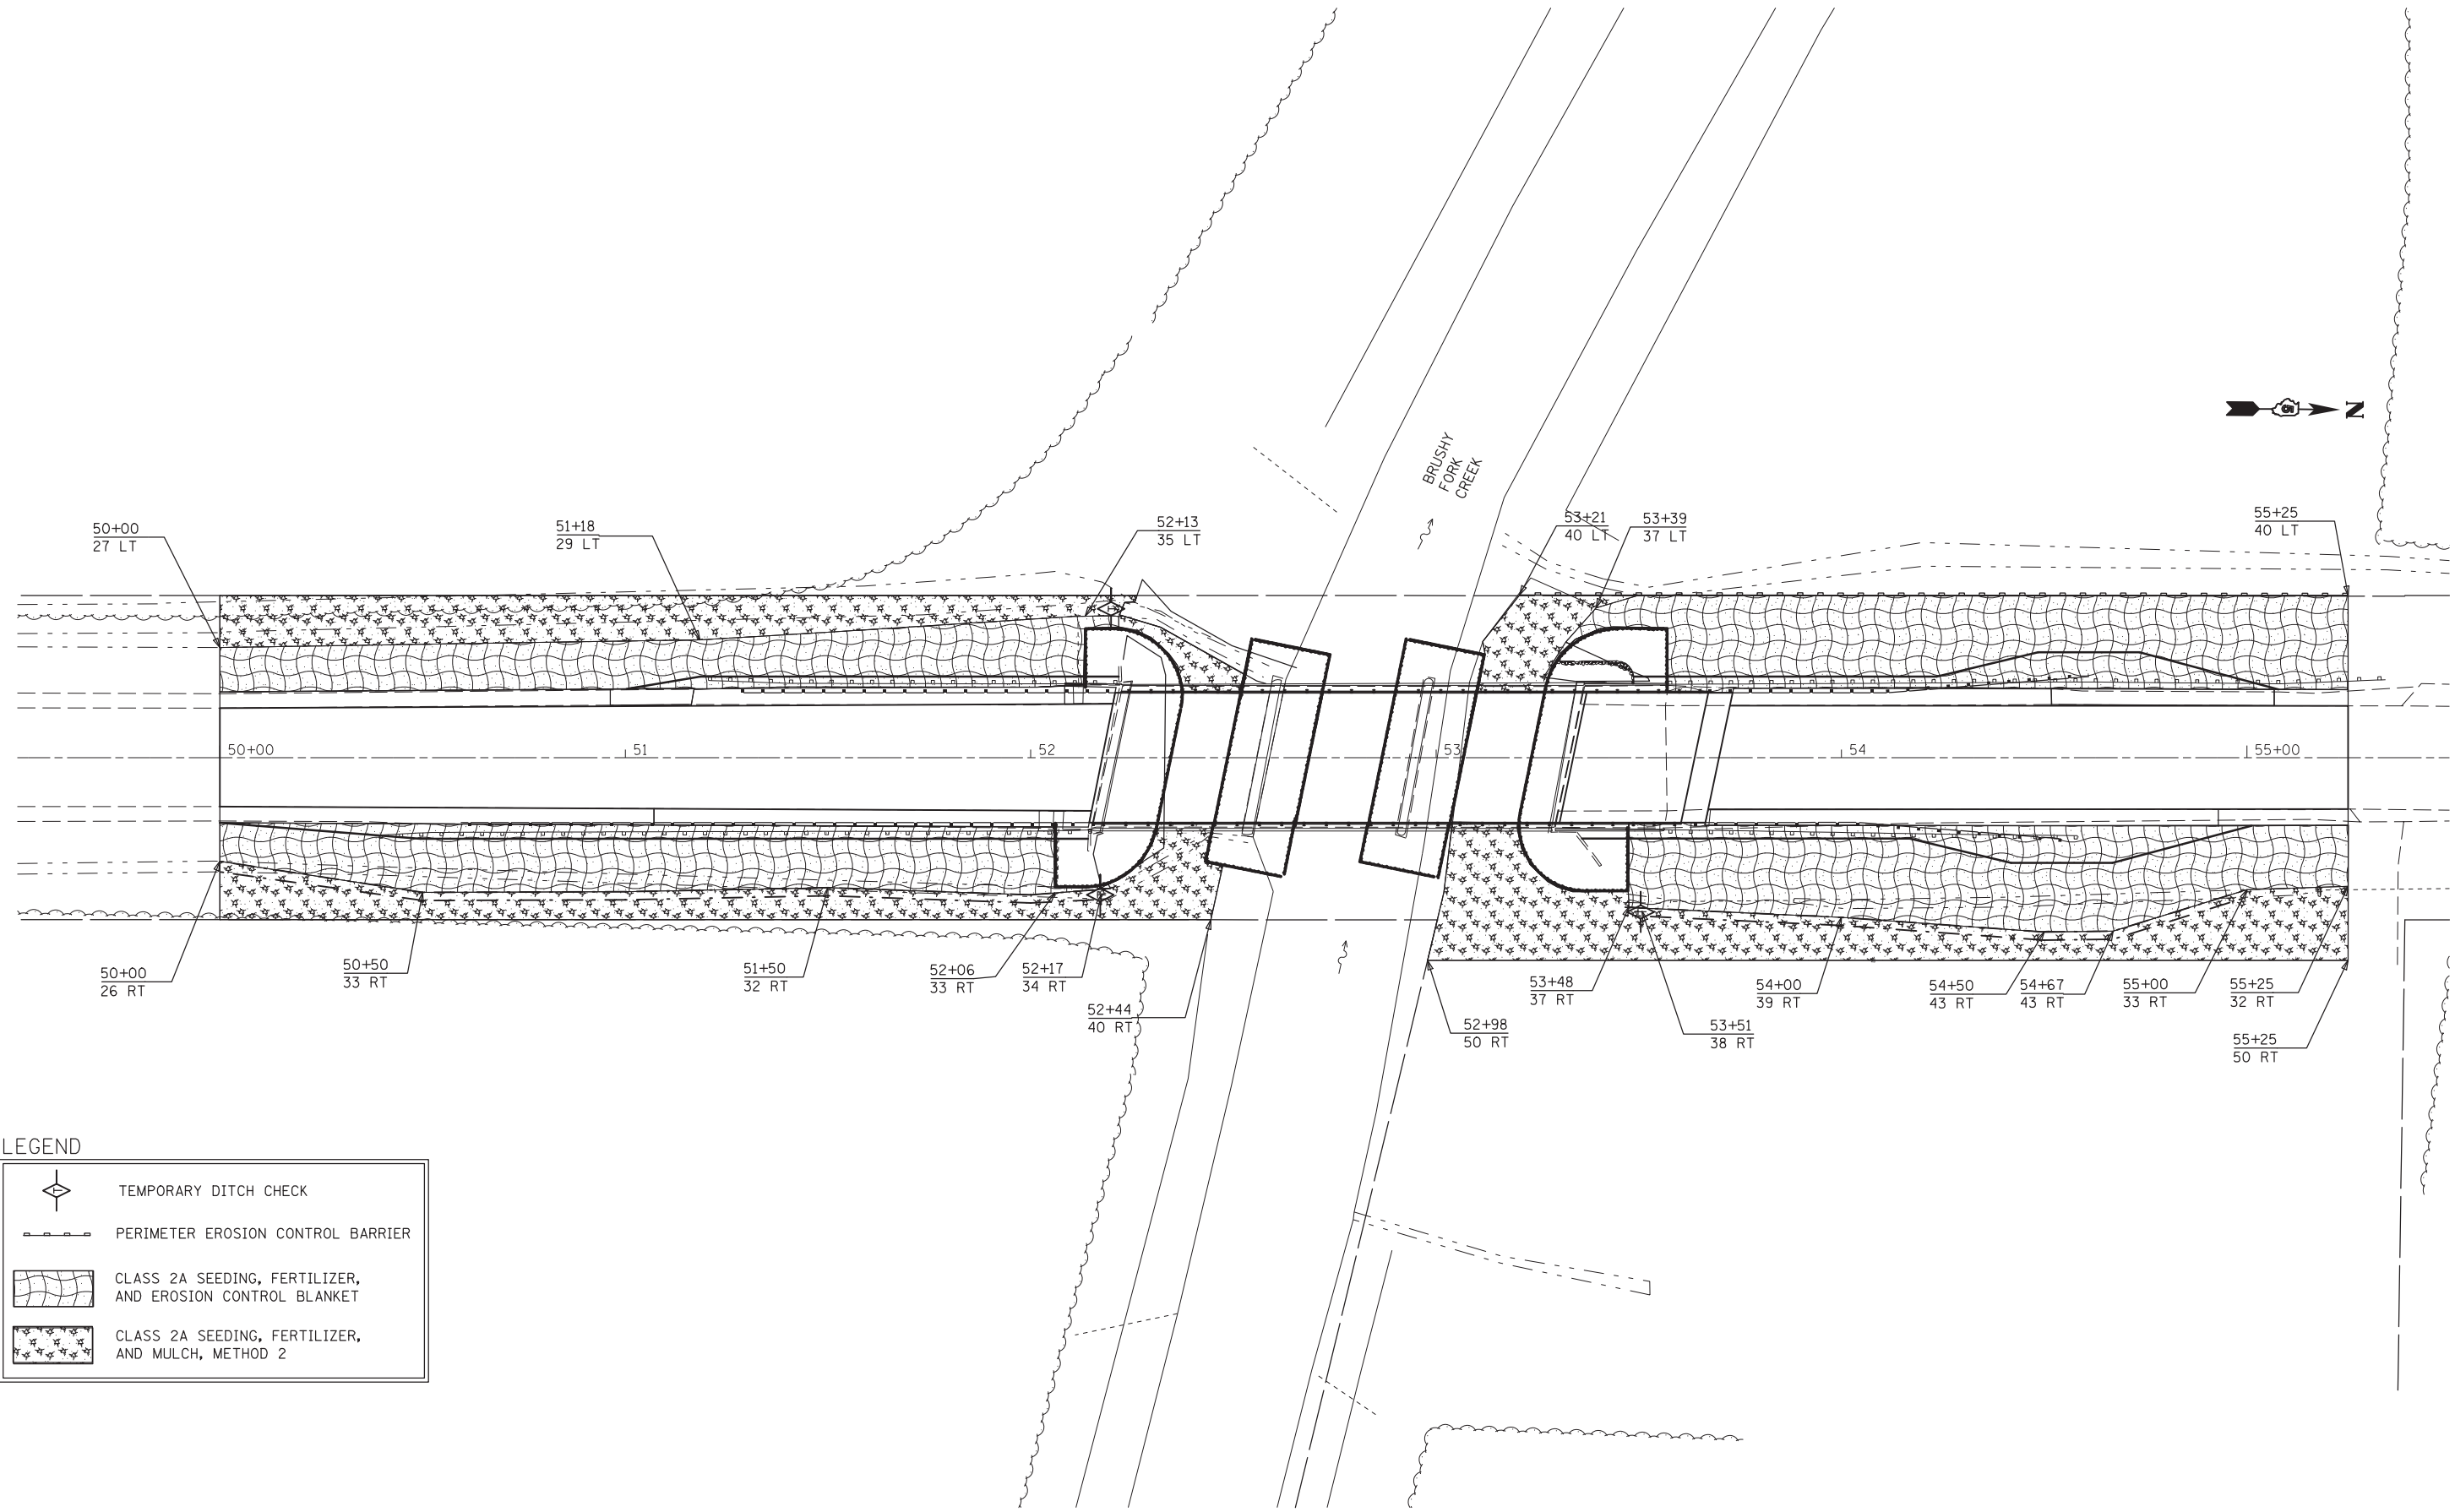 BRUSHY
FORK
CREEK
N
50+00
27 LT
51+18
29 LT
52+13
35 LT
53+21
40 LT
53+39
37 LT
55+25
40 LT
50+00
51
52
53
54
55+00
50+00
26 RT
50+50
33 RT
51+50
32 RT
52+06
33 RT
52+17
34 RT
52+44
40 RT
52+98
50 RT
53+48
37 RT
53+51
38 RT
54+00
39 RT
54+50
43 RT
54+67
43 RT
55+00
33 RT
55+25
32 RT
55+25
50 RT
LEGEND
TEMPORARY DITCH CHECK
PERIMETER EROSION CONTROL BARRIER
CLASS 2A SEEDING, FERTILIZER,
AND EROSION CONTROL BLANKET
CLASS 2A SEEDING, FERTILIZER,
AND MULCH, METHOD 2